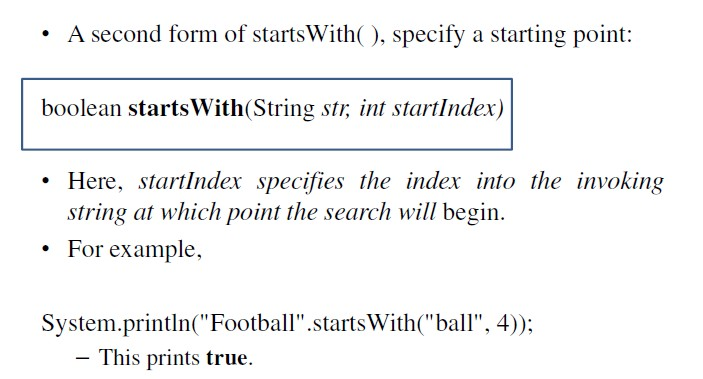 • A second form of startsWith( ), specify a starting point:
boolean startsWith(String str, int startIndex)
• Here, startIndex specifies the index into the invoking
string at which point the search will begin.
• For example,
System.println("Football".startsWith("ball", 4));
– This prints true.